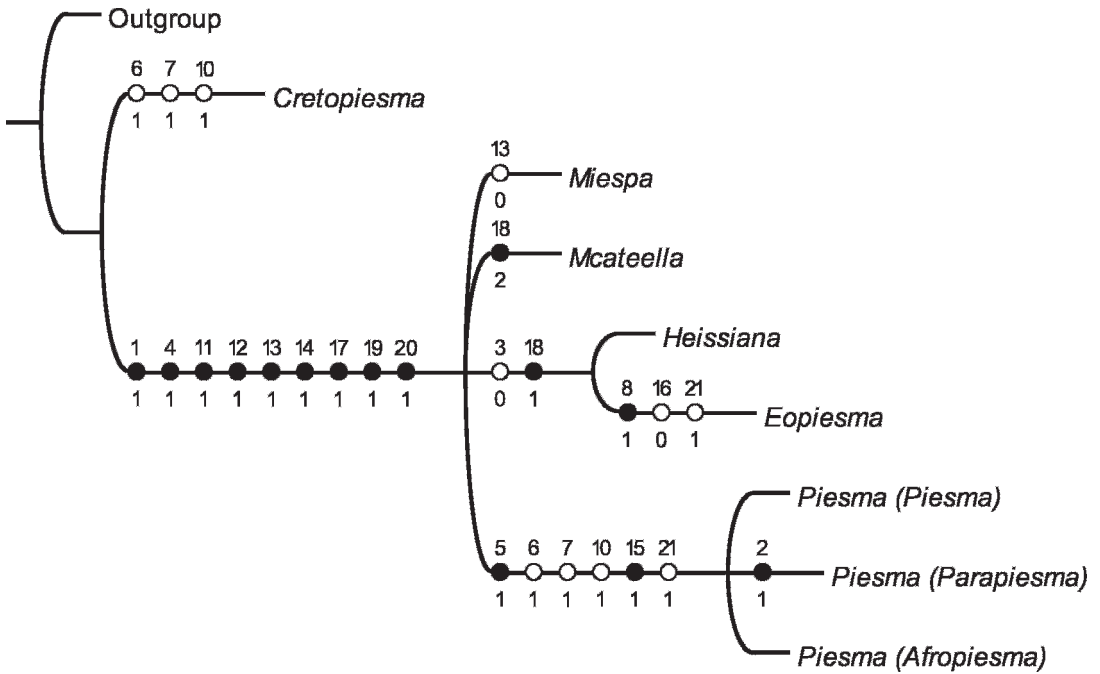 Outgroup
6 7 10
Cretopiesma
1 1 1
13
Miespa
0
18
Mcateella
2
1 4 11 12 13 14 17 19 20
1 1 1 1 1 1 1 1 1
3 18
0 1
Heissiana
8 16 21
Eopiesma
1 0 1
Piesma (Piesma)
5 6 7 10 15 21
1 1 1 1 1 1
2
Piesma (Parapiesma)
1
Piesma (Afropiesma)